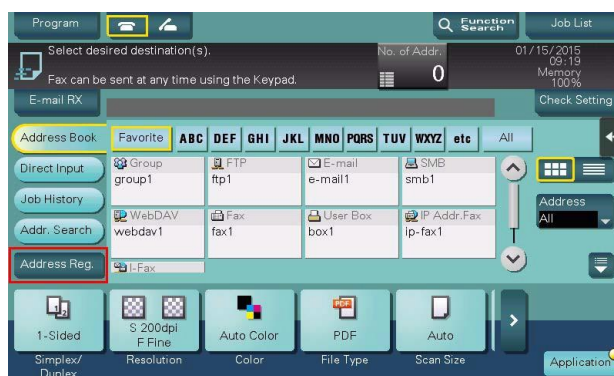 Program
Function
Search
Job List
Select desired destination(s).
Fax can be sent at any time using the Keypad.
No. of Addr.
0
01/15/2015
09:19
Memory
100%
E-mail RX
Check Setting
Address Book
Favorite ABC DEF GHI JKL MNO PQRS TUV WXYZ etc All
Direct Input
Group
group1
FTP
ftp1
E-mail
e-mail1
SMB
smb1
Job History
Address
All
Addr. Search
WebDAV
webdav1
Fax
fax1
User Box
box1
IP Addr.Fax
ip-fax1
Address Reg.
I-Fax
1-Sided
S 200dpi
F Fine
Auto Color
PDF
PDF
Auto
Simplex/
Duplex
Resolution
Color
File Type
Scan Size
Application